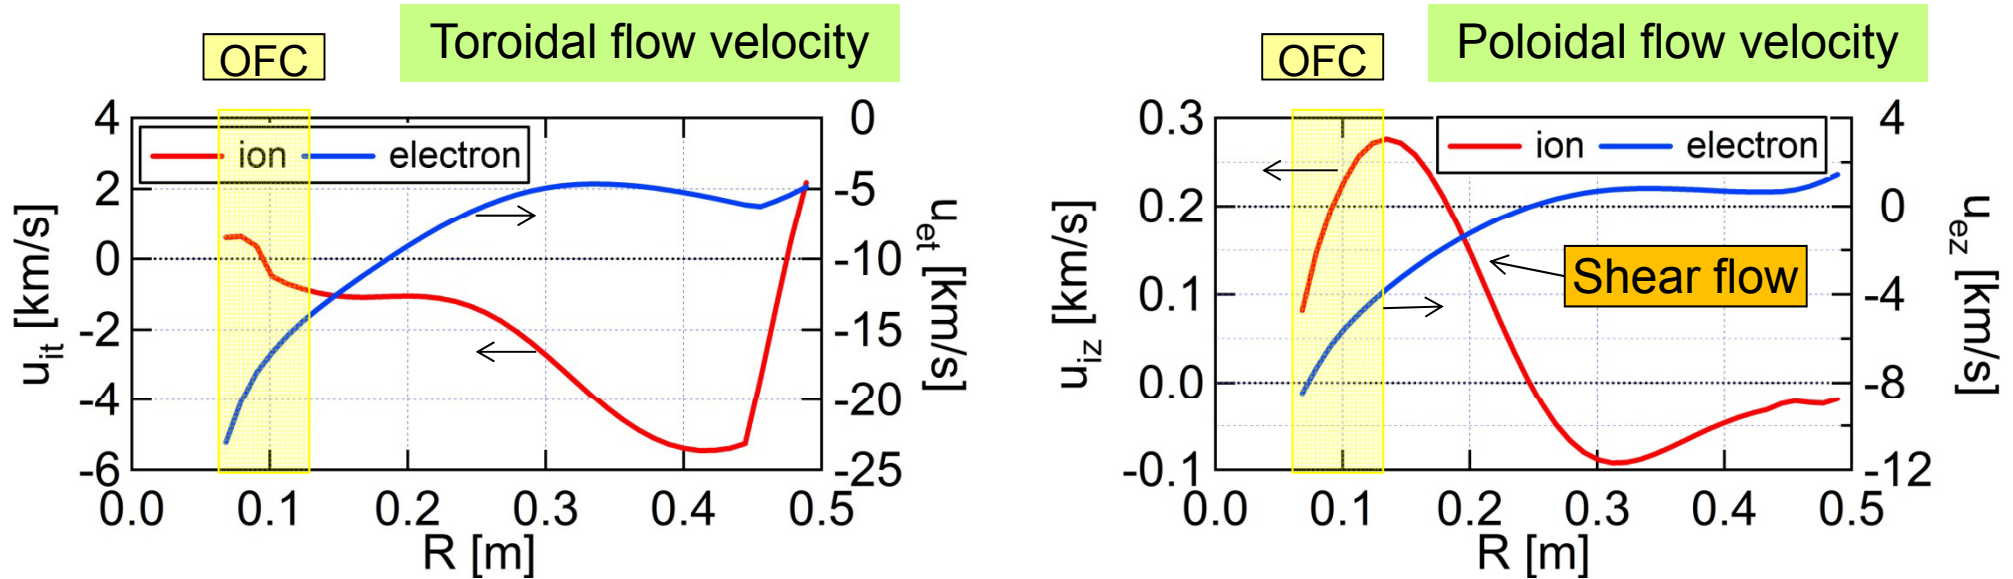 OFC
Toroidal flow velocity
4
2
0
-2
-4
-6
u_it [km/s]
ion electron
0
-5
-10
-15
-20
-25
u_et [km/s]
0.0 0.1 0.2 0.3 0.4 0.5
R [m]
OFC
Poloidal flow velocity
0.3
0.2
0.1
0.0
-0.1
u_iz [km/s]
ion electron
Shear flow
4
0
-4
-8
-12
u_ez [km/s]
0.0 0.1 0.2 0.3 0.4 0.5
R [m]